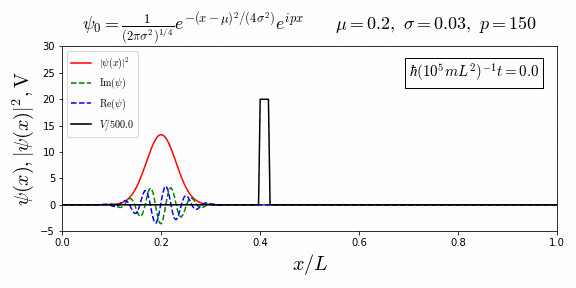 ψ₀ = 1/(2πσ²)^{1/4} e^{-(x-μ)²/(4σ²)} e^{ipx}  μ = 0.2, σ = 0.03, p = 150
ψ(x), |ψ(x)|², V
30
25
20
15
10
5
0
−5
|ψ(x)|²
Im(ψ)
Re(ψ)
V/500.0
ħ(10⁵mL²)⁻¹t = 0.0
0.0 0.2 0.4 0.6 0.8 1.0
x/L